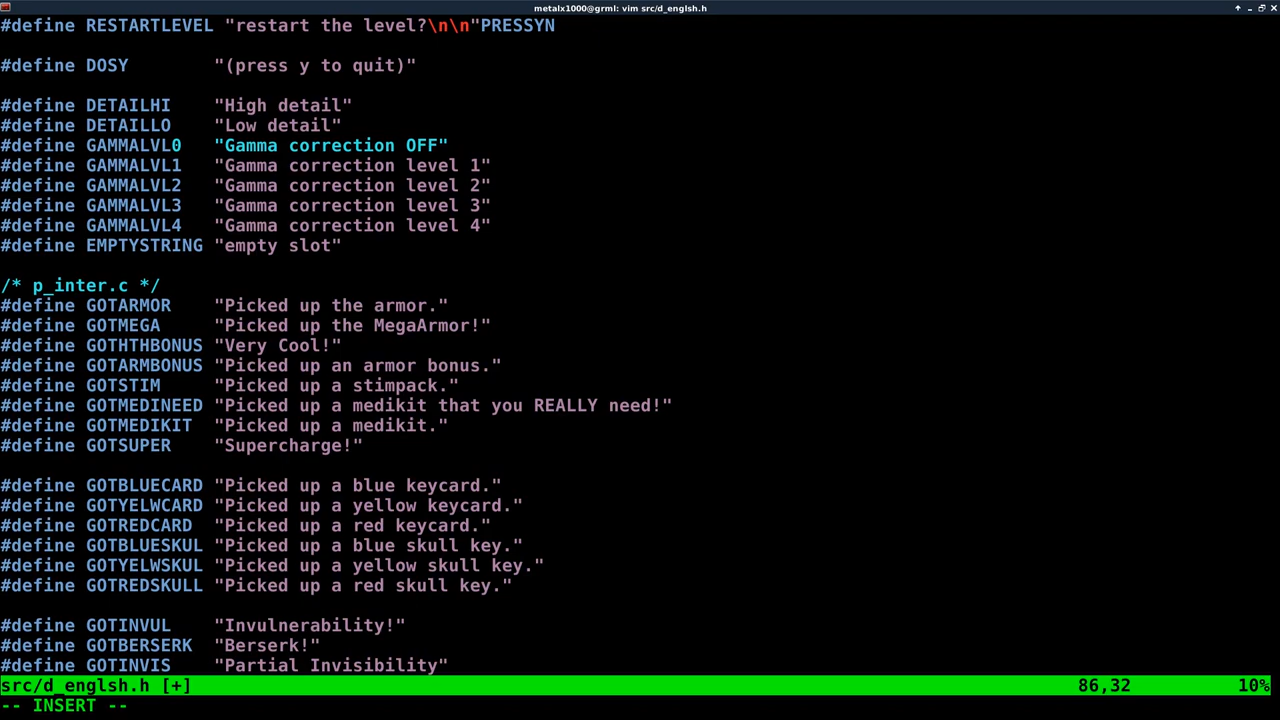 metalx1000@grml: vim src/d_englsh.h
#define RESTARTLEVEL "restart the level?\n\n"PRESSYN
#define DOSY "(press y to quit)"
#define DETAILHI "High detail"
#define DETAILLO "Low detail"
#define GAMMALVL0 "Gamma correction OFF"
#define GAMMALVL1 "Gamma correction level 1"
#define GAMMALVL2 "Gamma correction level 2"
#define GAMMALVL3 "Gamma correction level 3"
#define GAMMALVL4 "Gamma correction level 4"
#define EMPTYSTRING "empty slot"
/* p_inter.c */
#define GOTARMOR "Picked up the armor."
#define GOTMEGA "Picked up the MegaArmor!"
#define GOTHTHBONUS "Very Cool!"
#define GOTARMBONUS "Picked up an armor bonus."
#define GOTSTIM "Picked up a stimpack."
#define GOTMEDINEED "Picked up a medikit that you REALLY need!"
#define GOTMEDIKIT "Picked up a medikit."
#define GOTSUPER "Supercharge!"
#define GOTBLUECARD "Picked up a blue keycard."
#define GOTYELWCARD "Picked up a yellow keycard."
#define GOTREDCARD "Picked up a red keycard."
#define GOTBLUESKUL "Picked up a blue skull key."
#define GOTYELWSKUL "Picked up a yellow skull key."
#define GOTREDSKULL "Picked up a red skull key."
#define GOTINVUL "Invulnerability!"
#define GOTBERSERK "Berserk!"
#define GOTINVIS "Partial Invisibility"
src/d_englsh.h [+] 86,32 10%
-- INSERT --